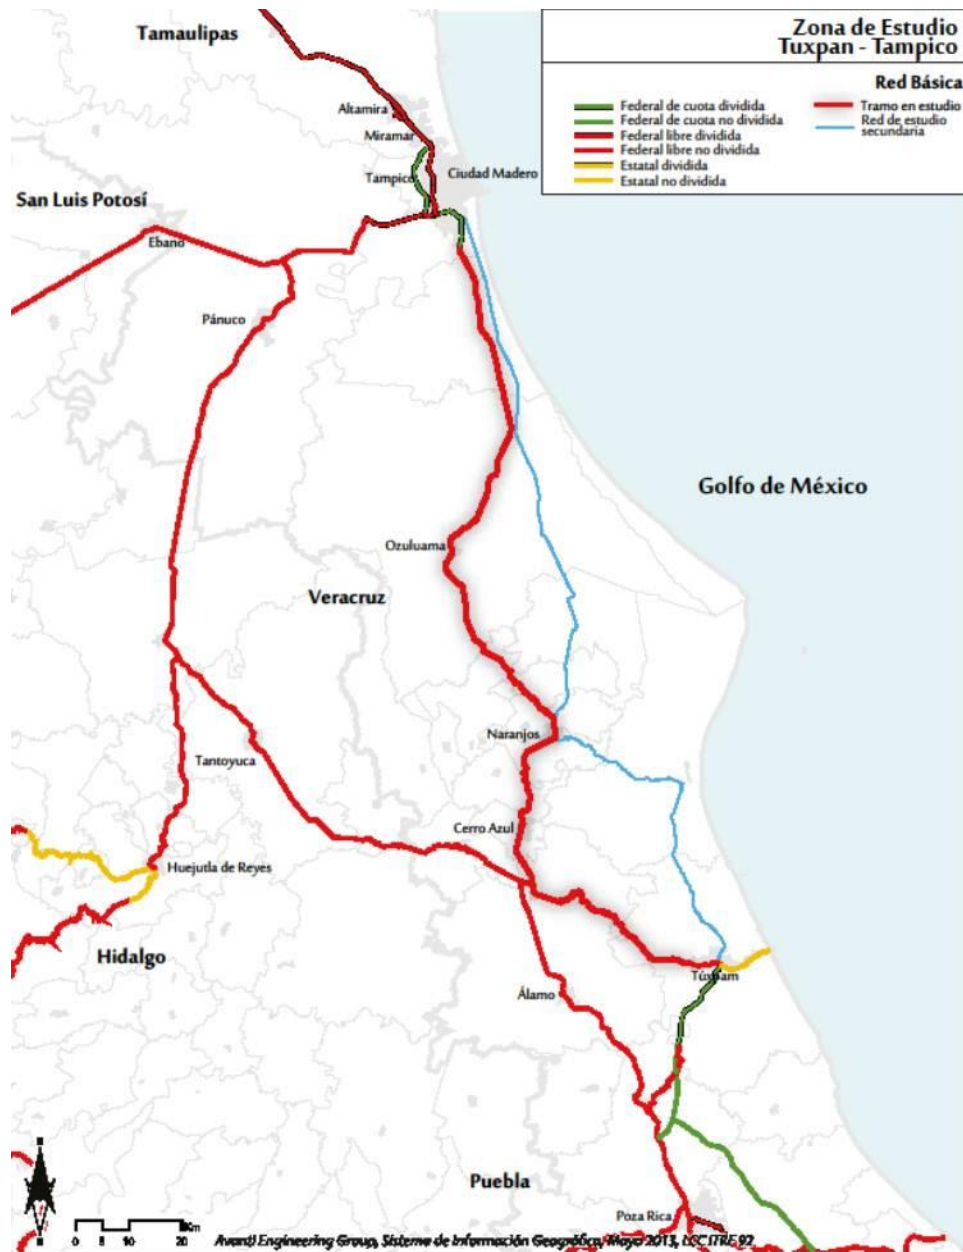 Zona de Estudio
Tuxpan - Tampico
Red Básica
Federal de cuota dividida
Federal de cuota no dividida
Federal libre dividida
Federal libre no dividida
Estatal dividida
Estatal no dividida
Tramo en estudio
Red de estudio
secundaria
Tamaulipas
Altamira
Miramar
Tampico
Ciudad Madero
San Luis Potosí
Ebano
Pánuco
Golfo de México
Ozuluama
Veracruz
Naranjos
Tantoyuca
Cerro Azul
Huejutla de Reyes
Hidalgo
Túxpam
Álamo
Puebla
Poza Rica
0 5 10 20 Km
Avanti Engineering Group, Sistema de Información Geográfica, Mayo 2013, LCC ITRF 92